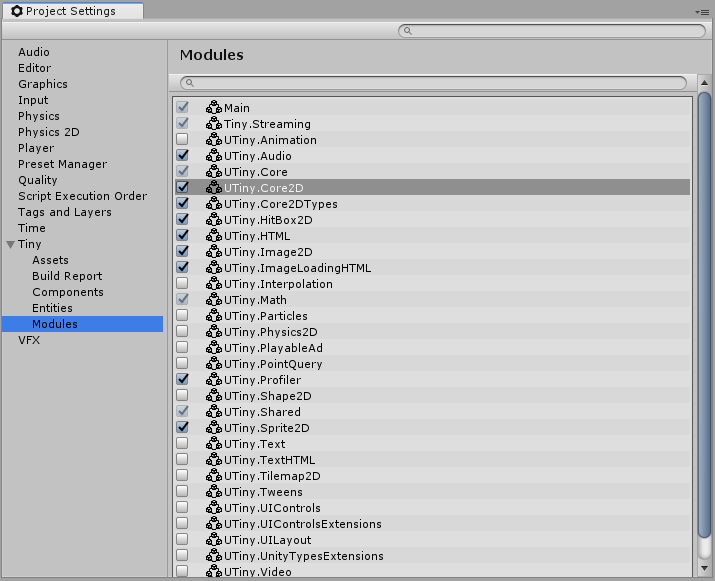 Project Settings
Audio
Editor
Graphics
Input
Physics
Physics 2D
Player
Preset Manager
Quality
Script Execution Order
Tags and Layers
Time
Tiny
Assets
Build Report
Components
Entities
Modules
VFX
Modules
Main
Tiny.Streaming
UTiny.Animation
UTiny.Audio
UTiny.Core
UTiny.Core2D
UTiny.Core2DTypes
UTiny.HitBox2D
UTiny.HTML
UTiny.Image2D
UTiny.ImageLoadingHTML
UTiny.Interpolation
UTiny.Math
UTiny.Particles
UTiny.Physics2D
UTiny.PlayableAd
UTiny.PointQuery
UTiny.Profiler
UTiny.Shape2D
UTiny.Shared
UTiny.Sprite2D
UTiny.Text
UTiny.TextHTML
UTiny.Tilemap2D
UTiny.Tweens
UTiny.UIControls
UTiny.UIControlsExtensions
UTiny.UILayout
UTiny.UnityTypesExtensions
UTiny.Video